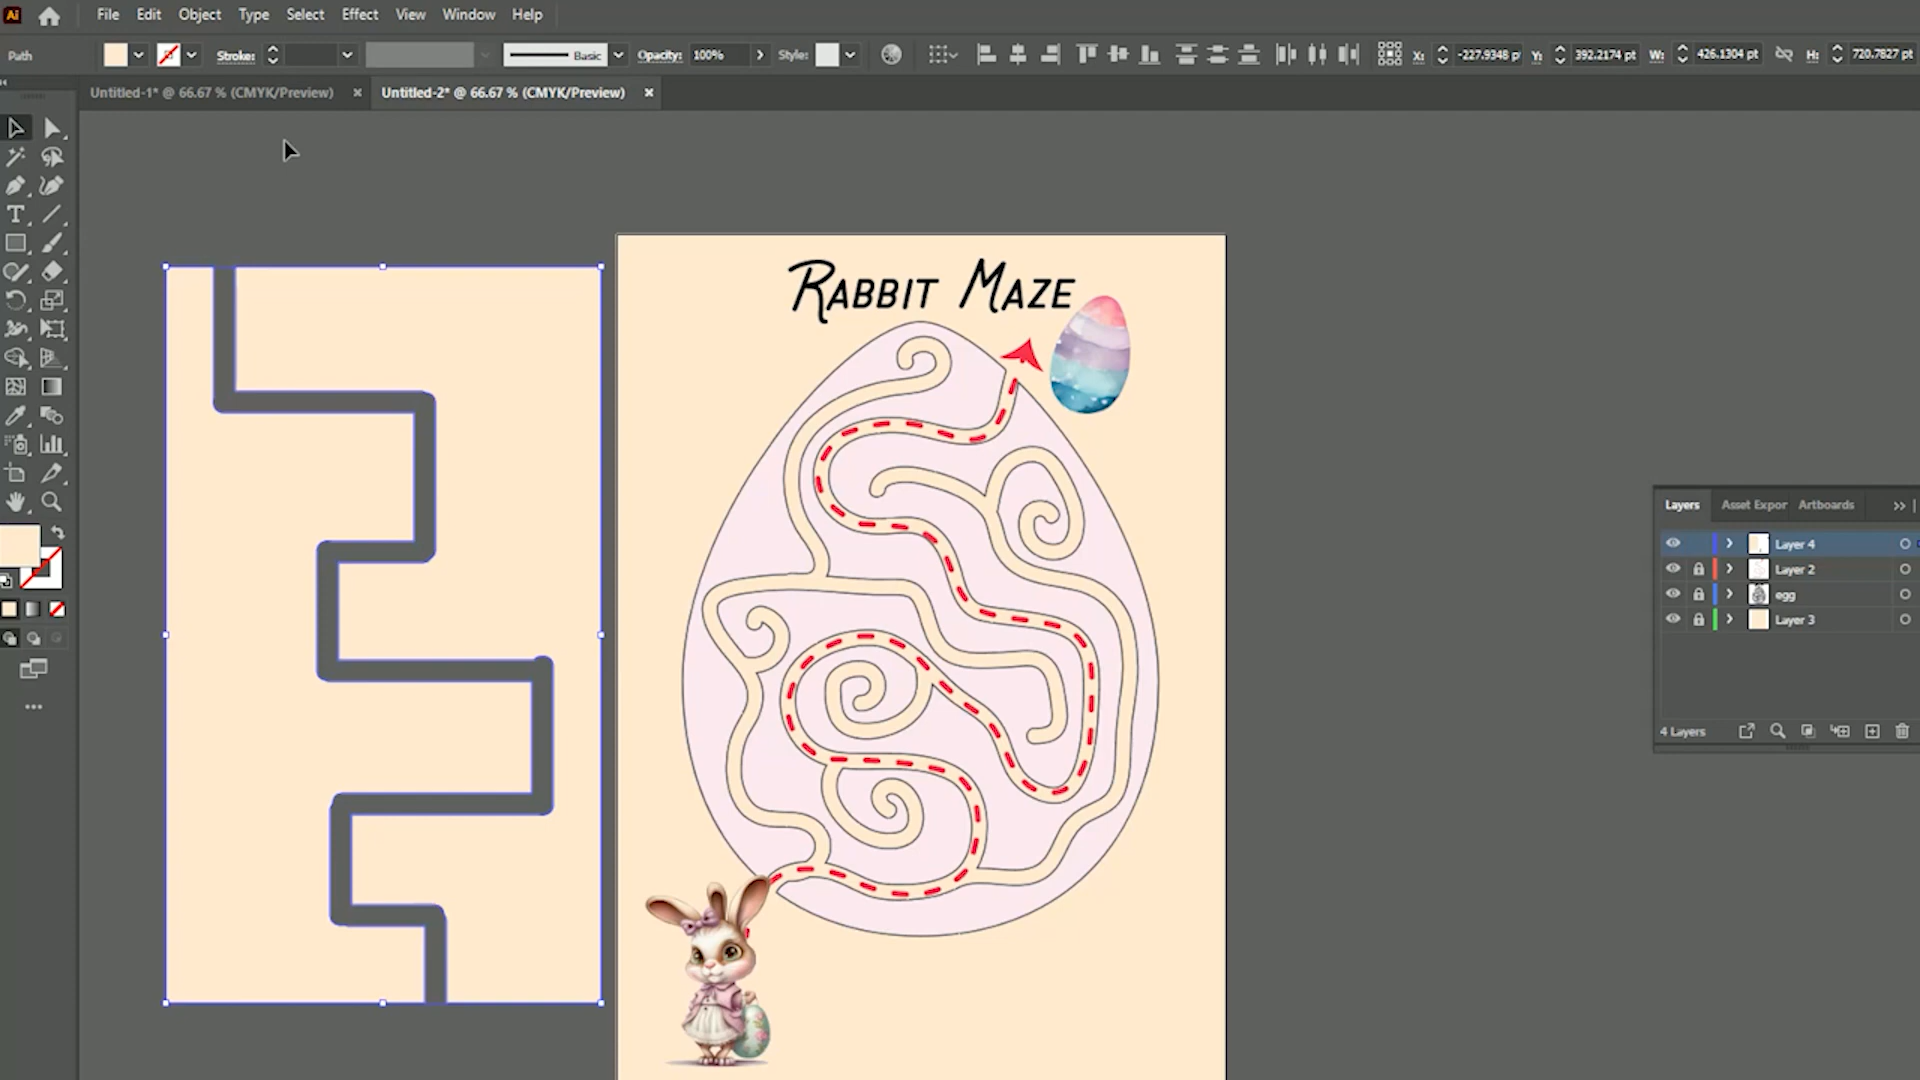 Ai File Edit Object Type Select Effect View Window Help
Path Stroke: Basic Opacity: 100% Style: X: -227.9348 p Y: 392.2174 pt W: 426.1304 pt H: 720.7827 pt
Untitled-1* @ 66.67 % (CMYK/Preview) × Untitled-2* @ 66.67 % (CMYK/Preview) ×
T
RABBIT MAZE
Layers Asset Expor Artboards
Layer 4
Layer 2
egg
Layer 3
4 Layers